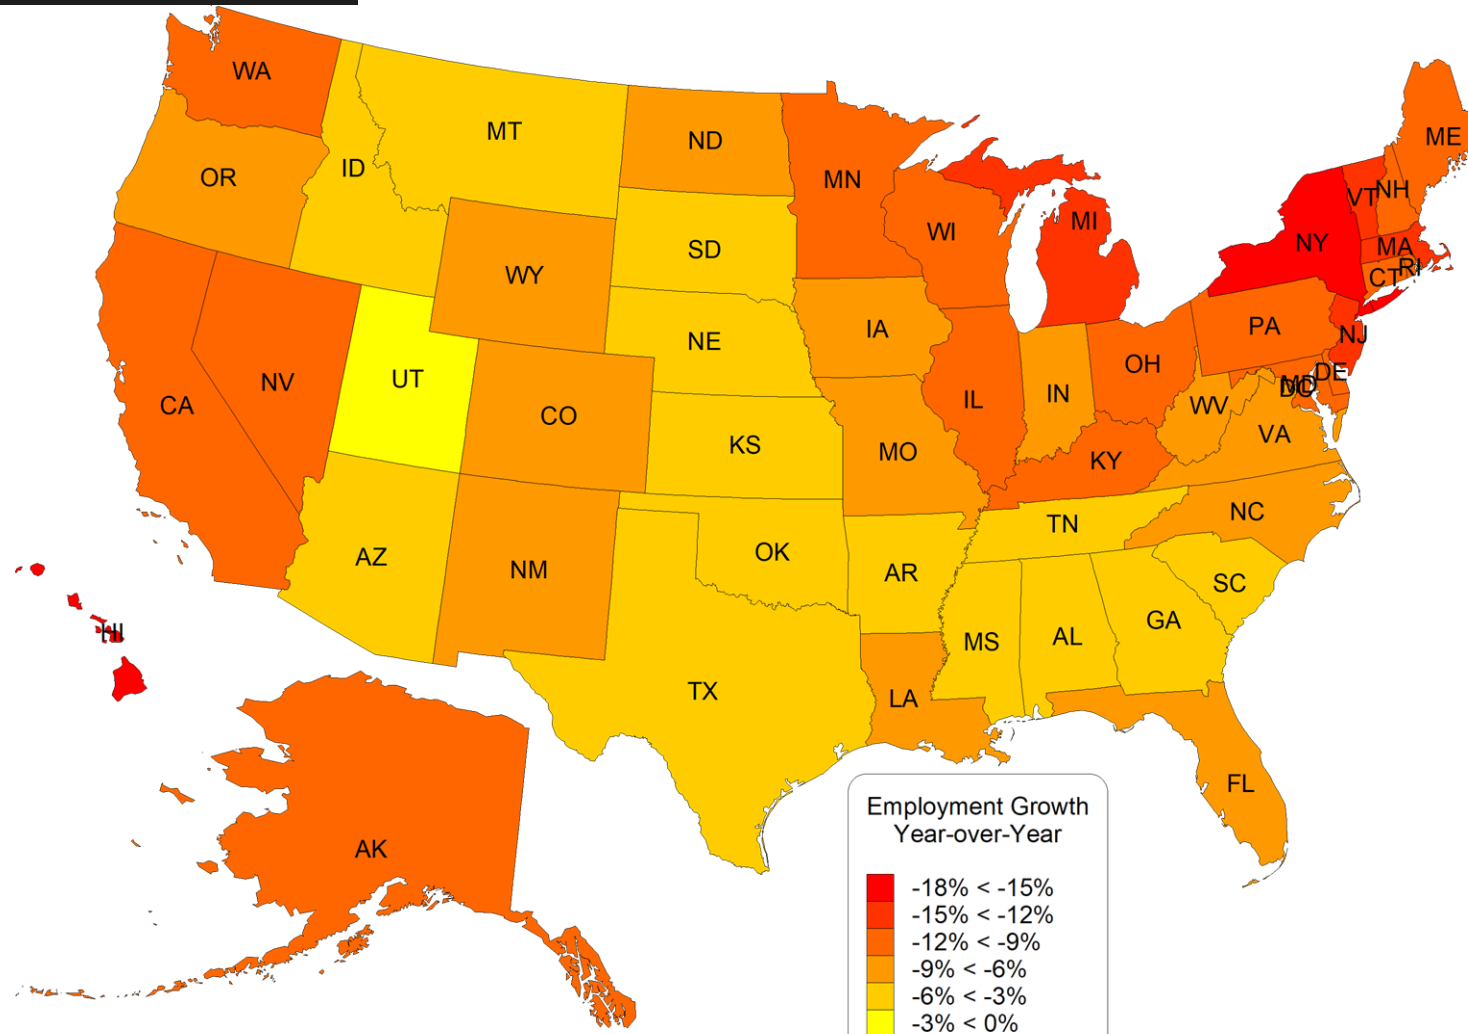 WA
ME
MT
ND
OR
ID
MN
VT
NH
MI
WI
NY
MA
SD
RI
CT
WY
IA
NE
PA
NJ
OH
DE
UT
NV
MD
DC
IN
IL
CA
WV
CO
VA
KS
MO
KY
NC
TN
OK
AZ
NM
AR
SC
GA
HI
AL
MS
TX
LA
FL
AK
Employment Growth
Year-over-Year
-18% < -15%
-15% < -12%
-12% < -9%
-9% < -6%
-6% < -3%
-3% < 0%